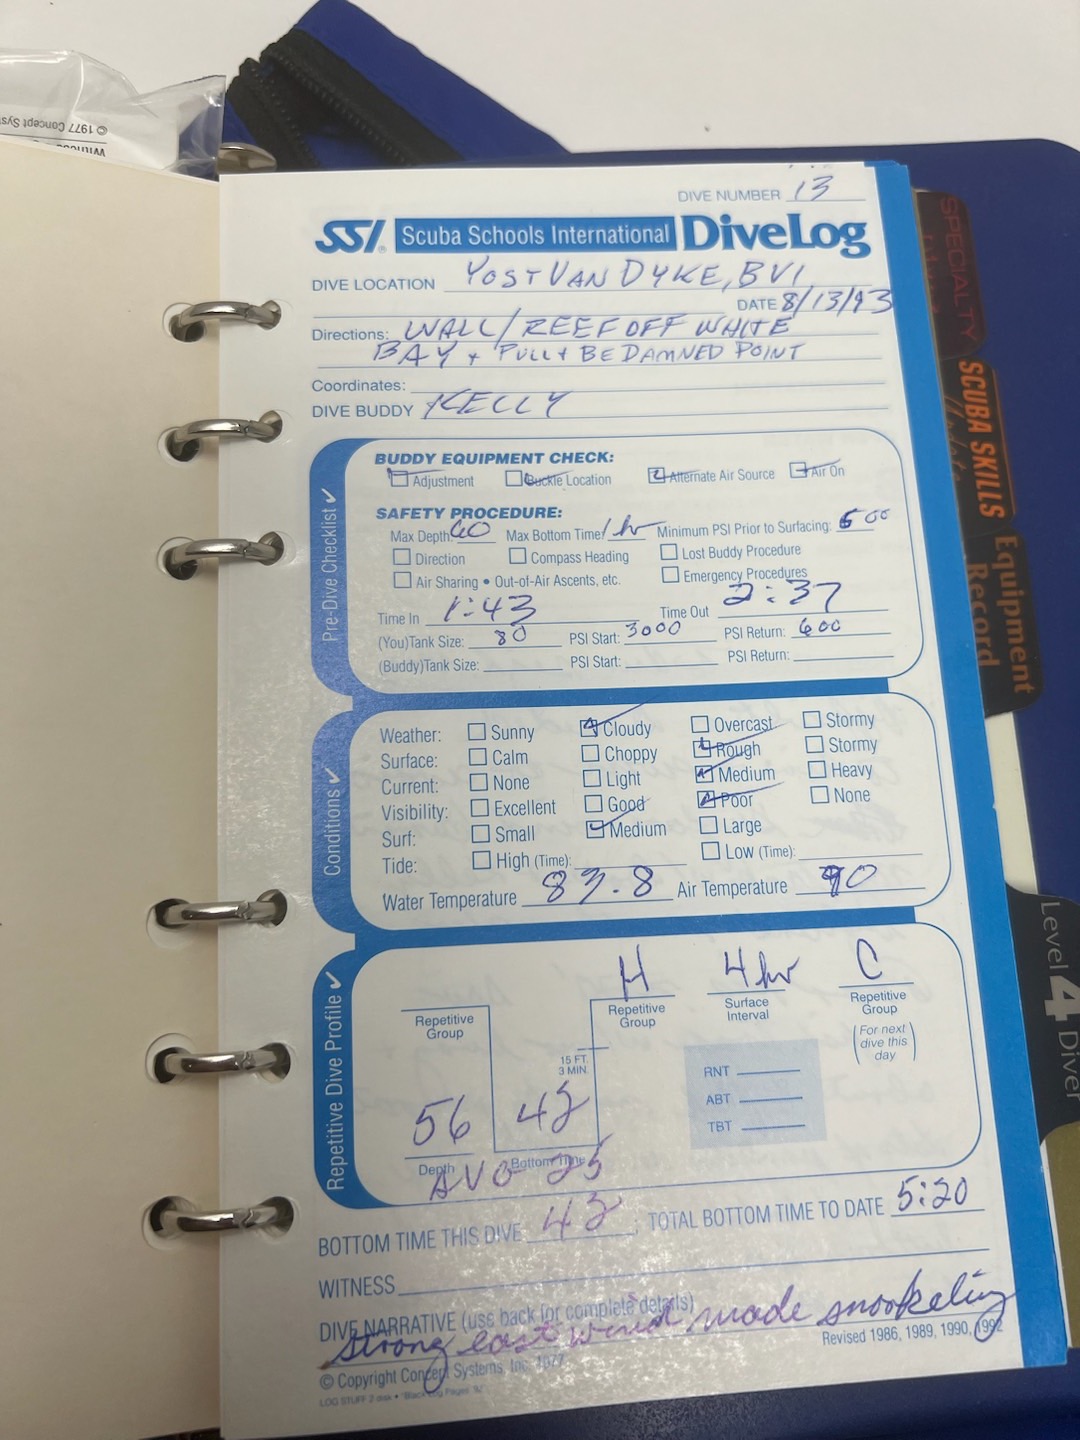 © 1977 Concept Sys
DIVE NUMBER 13
SSI® Scuba Schools International DiveLog
DIVE LOCATION YOST VAN DYKE, BVI
DATE 8/13/93
Directions: WALL/REEF OFF WHITE
BAY + PULL + BE DAMNED POINT
Coordinates:
DIVE BUDDY KELLY
Pre-Dive Checklist ✓
BUDDY EQUIPMENT CHECK:
Adjustment Buckle Location Alternate Air Source Air On
SAFETY PROCEDURE:
Max Depth: 60 Max Bottom Time: 1 hr Minimum PSI Prior to Surfacing: 500
Direction Compass Heading Lost Buddy Procedure
Air Sharing • Out-of-Air Ascents, etc. Emergency Procedures
Time In 1:43 Time Out 2:37
(You)Tank Size: 80 PSI Start: 3000 PSI Return: 600
(Buddy)Tank Size: PSI Start: PSI Return:
Conditions ✓
Weather: Sunny Cloudy Overcast Stormy
Surface: Calm Choppy Rough Stormy
Current: None Light Medium Heavy
Visibility: Excellent Good Poor None
Surf: Small Medium Large
Tide: High (Time): Low (Time):
Water Temperature 83.8 Air Temperature 90
Repetitive Dive Profile ✓
H 4 hr C
Repetitive Group Repetitive Group Surface Interval Repetitive Group
(For next dive this day)
15 FT.
3 MIN.
RNT
ABT
TBT
56
Depth Bottom Time
AVG 25
BOTTOM TIME THIS DIVE ; TOTAL BOTTOM TIME TO DATE 5:20
WITNESS
DIVE NARRATIVE (use back for complete details)
strong east wind made snorkeling
Revised 1986, 1989, 1990, 1992
© Copyright Concept Systems, Inc. 1977
LOG STUFF 2 disk •
SPECIALTY
SCUBA SKILLS
Equipment
Record
Level
4
Diver